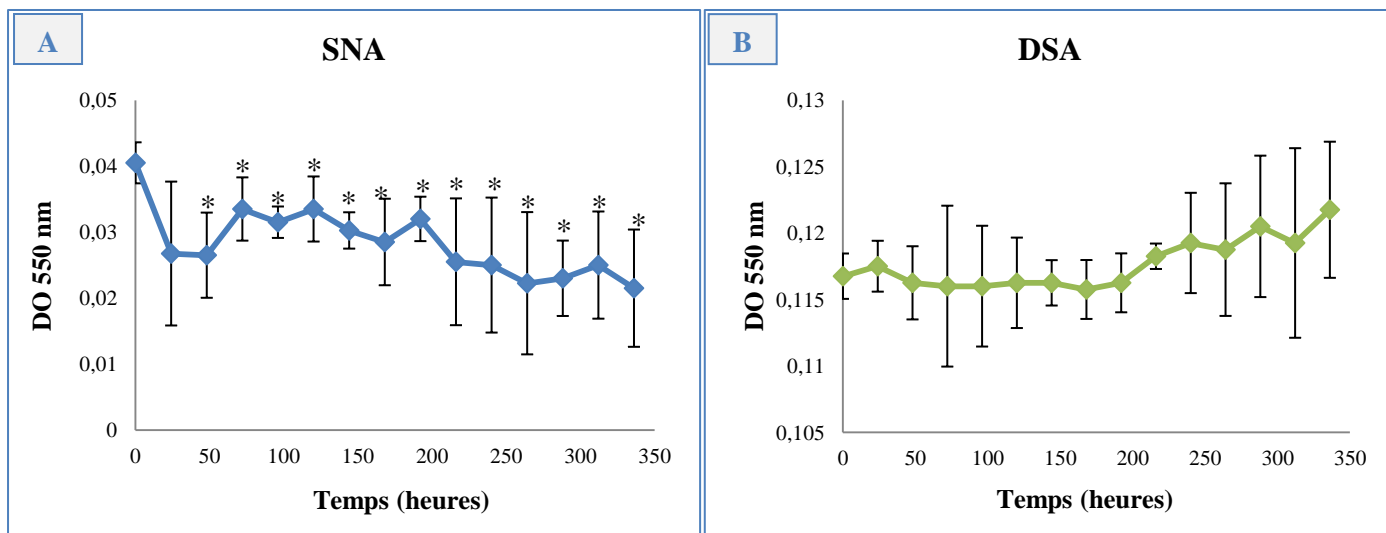 A
SNA
0,05
0,04
0,03
0,02
0,01
0
DO 550 nm
* * * * * * * * * * * * *
0 50 100 150 200 250 300 350
Temps (heures)
B
DSA
0,13
0,125
0,12
0,115
0,11
0,105
DO 550 nm
0 50 100 150 200 250 300 350
Temps (heures)